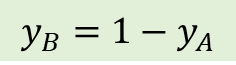 y_B = 1 − y_A